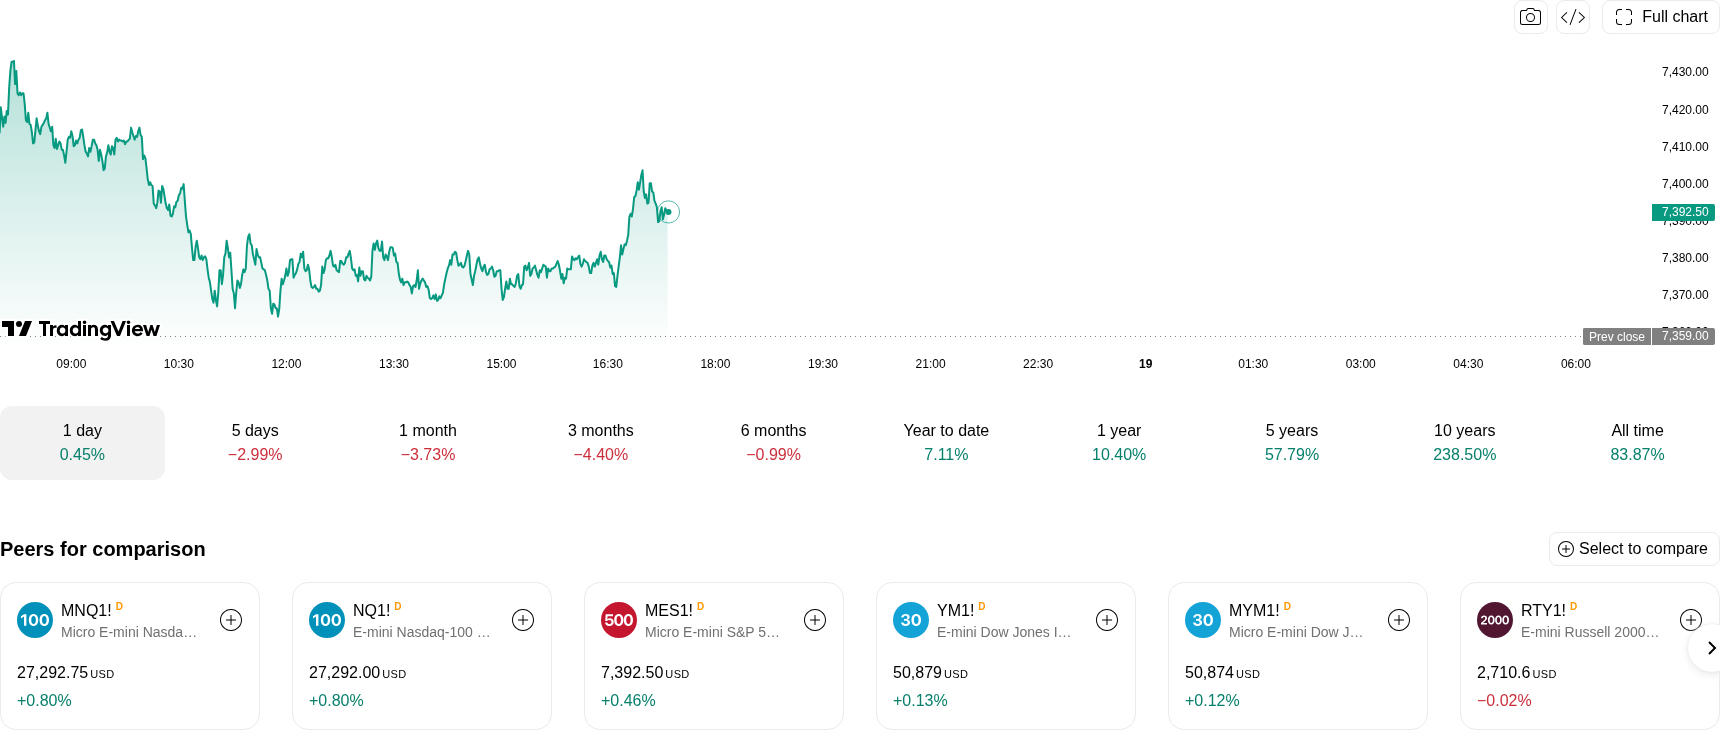 Full chart
7,430.00
7,420.00
7,410.00
7,400.00
7,392.50
7,380.00
7,370.00
TradingView
Prev close 7,359.00
09:00 10:30 12:00 13:30 15:00 16:30 18:00 19:30 21:00 22:30 19 01:30 03:00 04:30 06:00
1 day 5 days 1 month 3 months 6 months Year to date 1 year 5 years 10 years All time
0.45% −2.99% −3.73% −4.40% −0.99% 7.11% 10.40% 57.79% 238.50% 83.87%
Peers for comparison
Select to compare
100 MNQ1! D
Micro E-mini Nasda…
27,292.75 USD
+0.80%
100 NQ1! D
E-mini Nasdaq-100 …
27,292.00 USD
+0.80%
500 MES1! D
Micro E-mini S&P 5…
7,392.50 USD
+0.46%
30 YM1! D
E-mini Dow Jones I…
50,879 USD
+0.13%
30 MYM1! D
Micro E-mini Dow J…
50,874 USD
+0.12%
2000 RTY1! D
E-mini Russell 2000…
2,710.6 USD
−0.02%